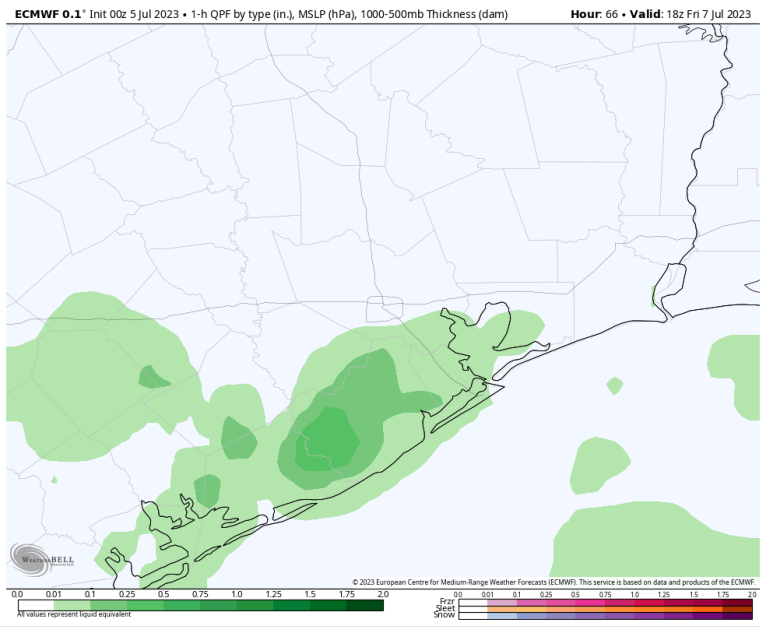 ECMWF 0.1° Init 00z 5 Jul 2023 • 1-h QPF by type (in.), MSLP (hPa), 1000-500mb Thickness (dam) Hour: 66 • Valid: 18z Fri 7 Jul 2023
WeatherBELL
© 2023 European Centre for Medium-Range Weather Forecasts (ECMWF). This service is based on data and products of the ECMWF.
0.0 0.01 0.1 0.25 0.5 0.75 1.0 1.25 1.5 1.75 2.0
All values represent liquid equivalent
0.0 0.01 0.1 0.25 0.5 0.75 1.0 1.25 1.5 1.75 2.0
Frzr
Sleet
Snow